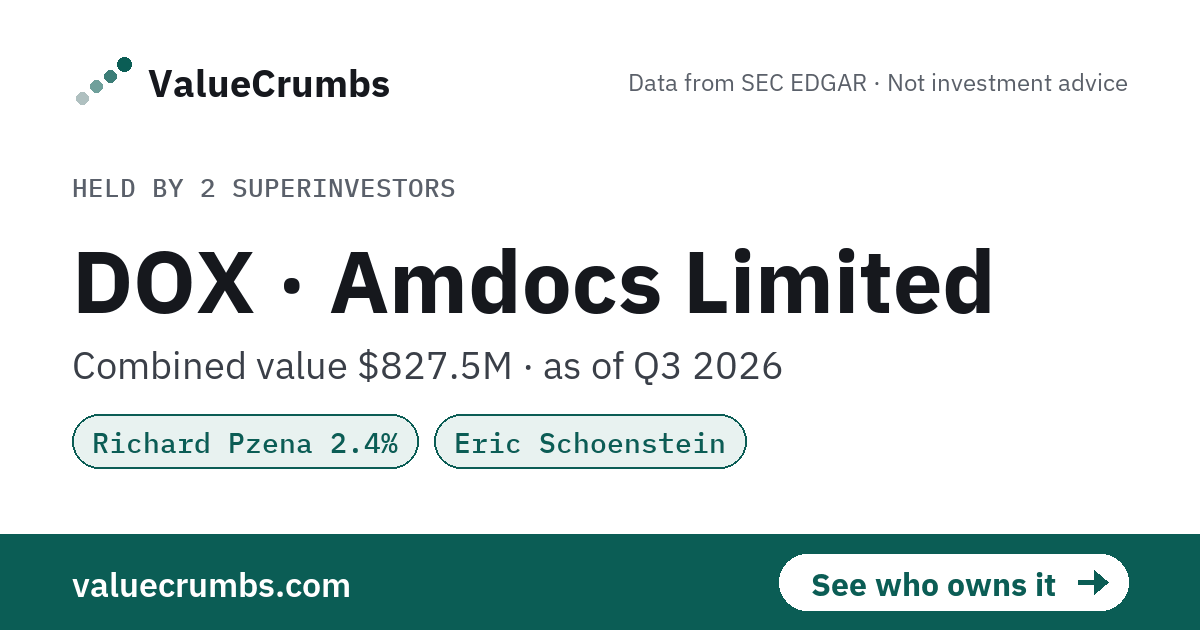 ValueCrumbs
Data from SEC EDGAR · Not investment advice
HELD BY 2 SUPERINVESTORS
DOX · Amdocs Limited
Combined value $827.5M · as of Q3 2026
Richard Pzena 2.4%
Eric Schoenstein
valuecrumbs.com
See who owns it